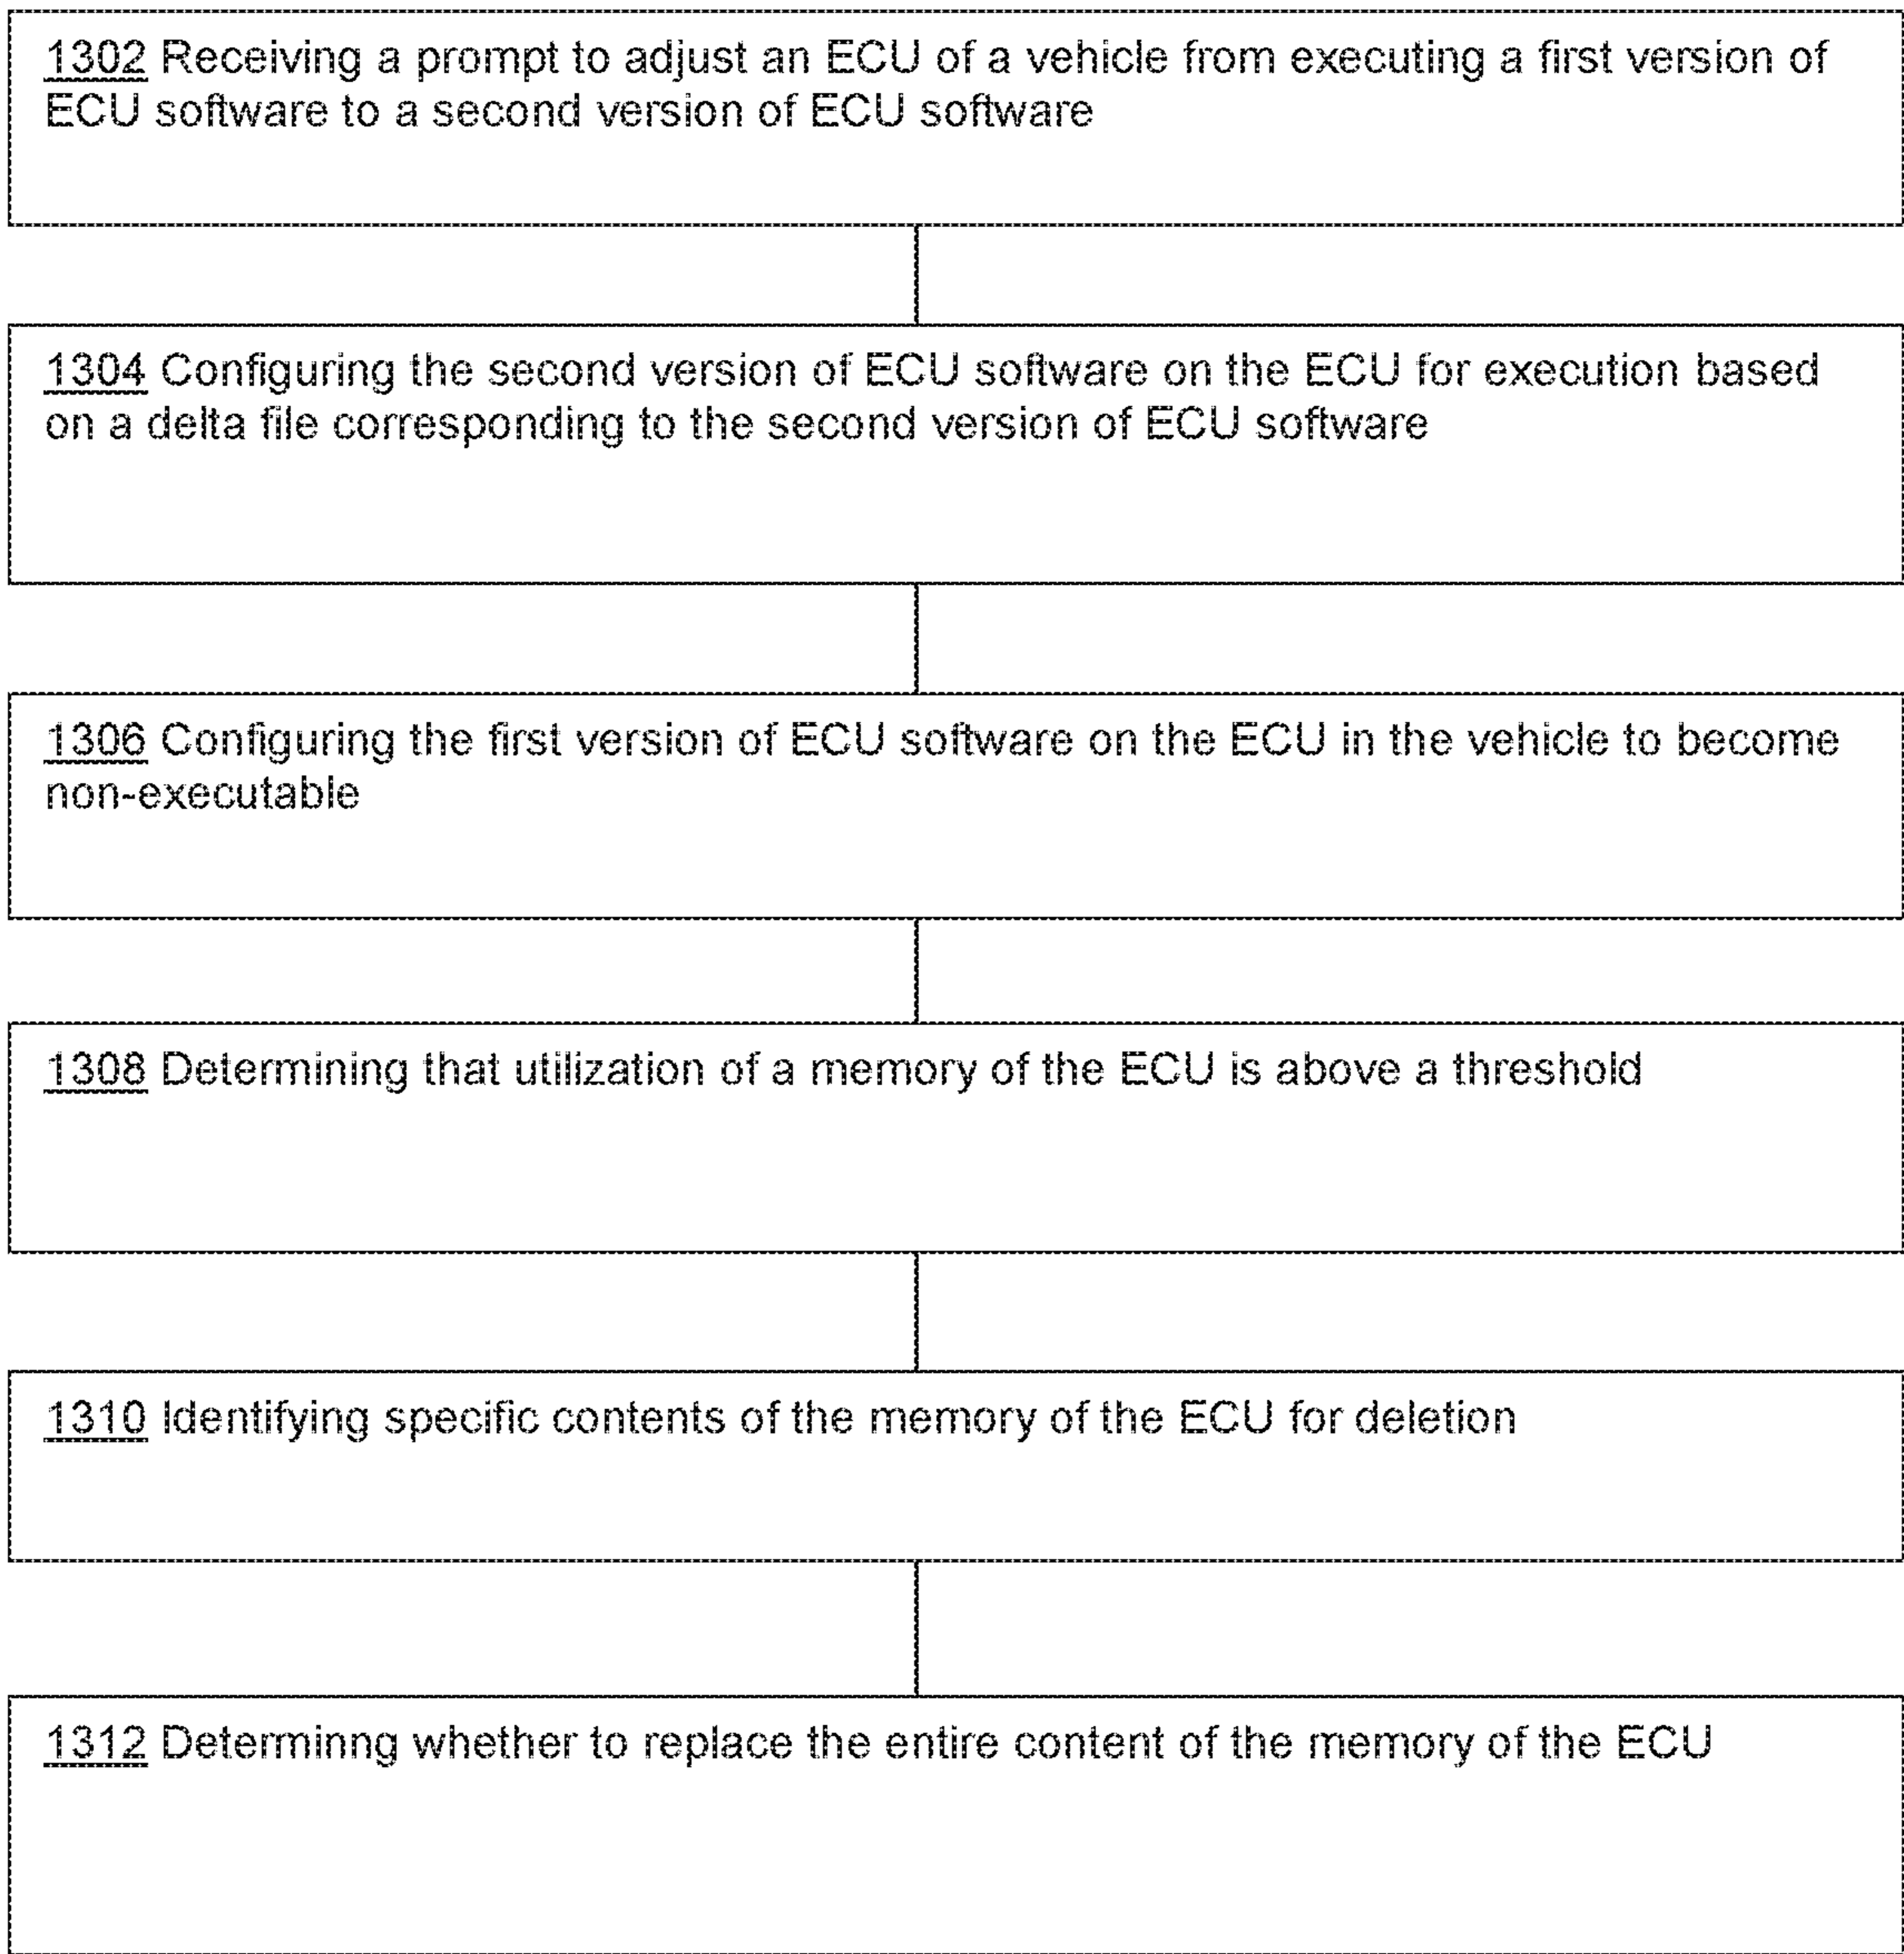 1302 Receiving a prompt to adjust an ECU of a vehicle from executing a first version of
ECU software to a second version of ECU software
1304 Configuring the second version of ECU software on the ECU for execution based
on a delta file corresponding to the second version of ECU software
1306 Configuring the first version of ECU software on the ECU in the vehicle to become
non-executable
1308 Determining that utilization of a memory of the ECU is above a threshold
1310 Identifying specific contents of the memory of the ECU for deletion
1312 Determinng whether to replace the entire content of the memory of the ECU